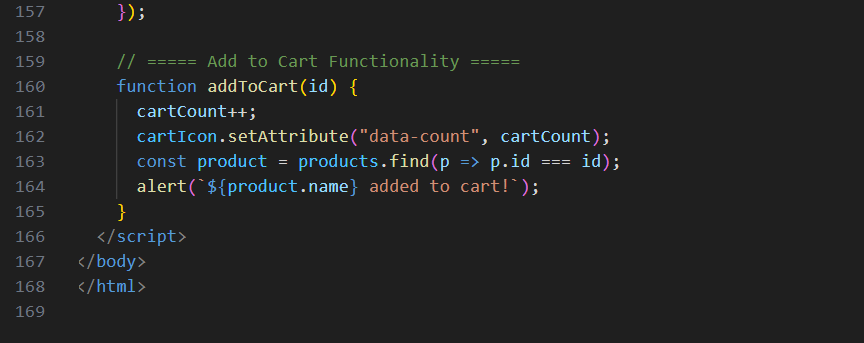 157 });
158
159 // ===== Add to Cart Functionality =====
160 function addToCart(id) {
161 cartCount++;
162 cartIcon.setAttribute("data-count", cartCount);
163 const product = products.find(p => p.id === id);
164 alert(`${product.name} added to cart!`);
165 }
166 </script>
167 </body>
168 </html>
169